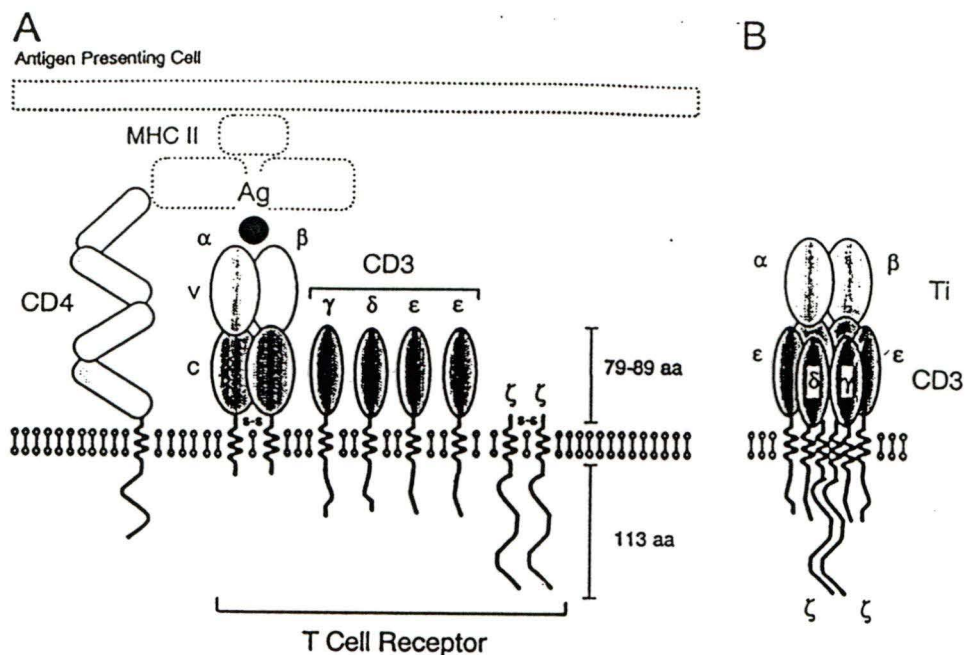 A
Antigen Presenting Cell
MHC II
Ag
α β
CD3
γ δ ε ε
CD4
V
C
79-89 aa
ζ ζ
s-s s-s
113 aa
T Cell Receptor
B
α β
Ti
ε δ γ ε
CD3
ζ ζ